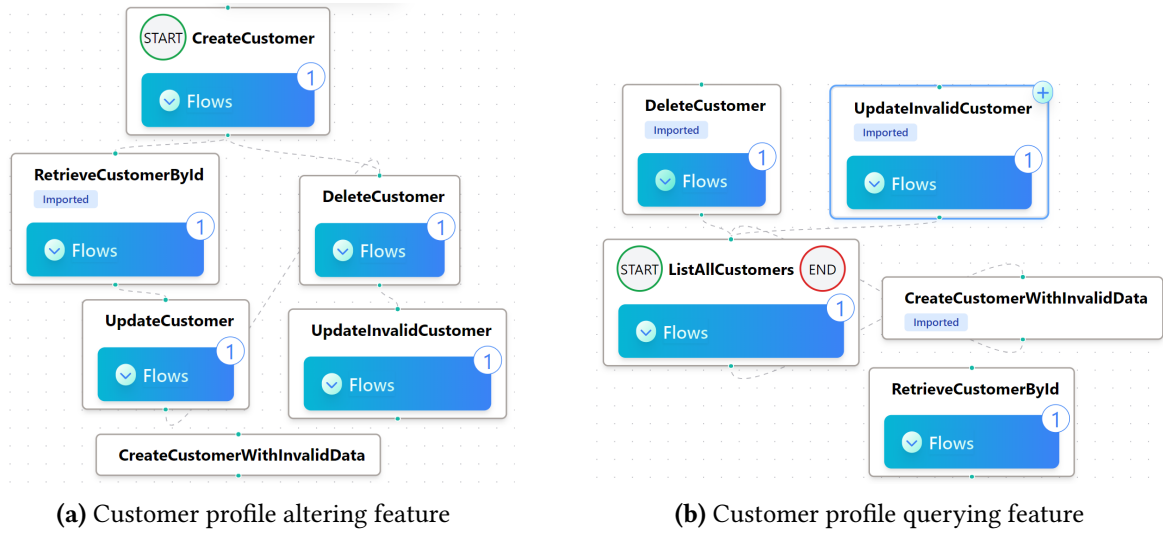 START CreateCustomer
1
Flows
RetrieveCustomerById
Imported
1
Flows
DeleteCustomer
1
Flows
UpdateCustomer
1
Flows
UpdateInvalidCustomer
1
Flows
CreateCustomerWithInvalidData
(a) Customer profile altering feature
DeleteCustomer
Imported
1
Flows
+
UpdateInvalidCustomer
Imported
1
Flows
START ListAllCustomers END
1
Flows
CreateCustomerWithInvalidData
Imported
RetrieveCustomerById
1
Flows
(b) Customer profile querying feature